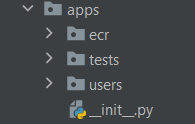 apps
ecr
tests
users
__init__.py